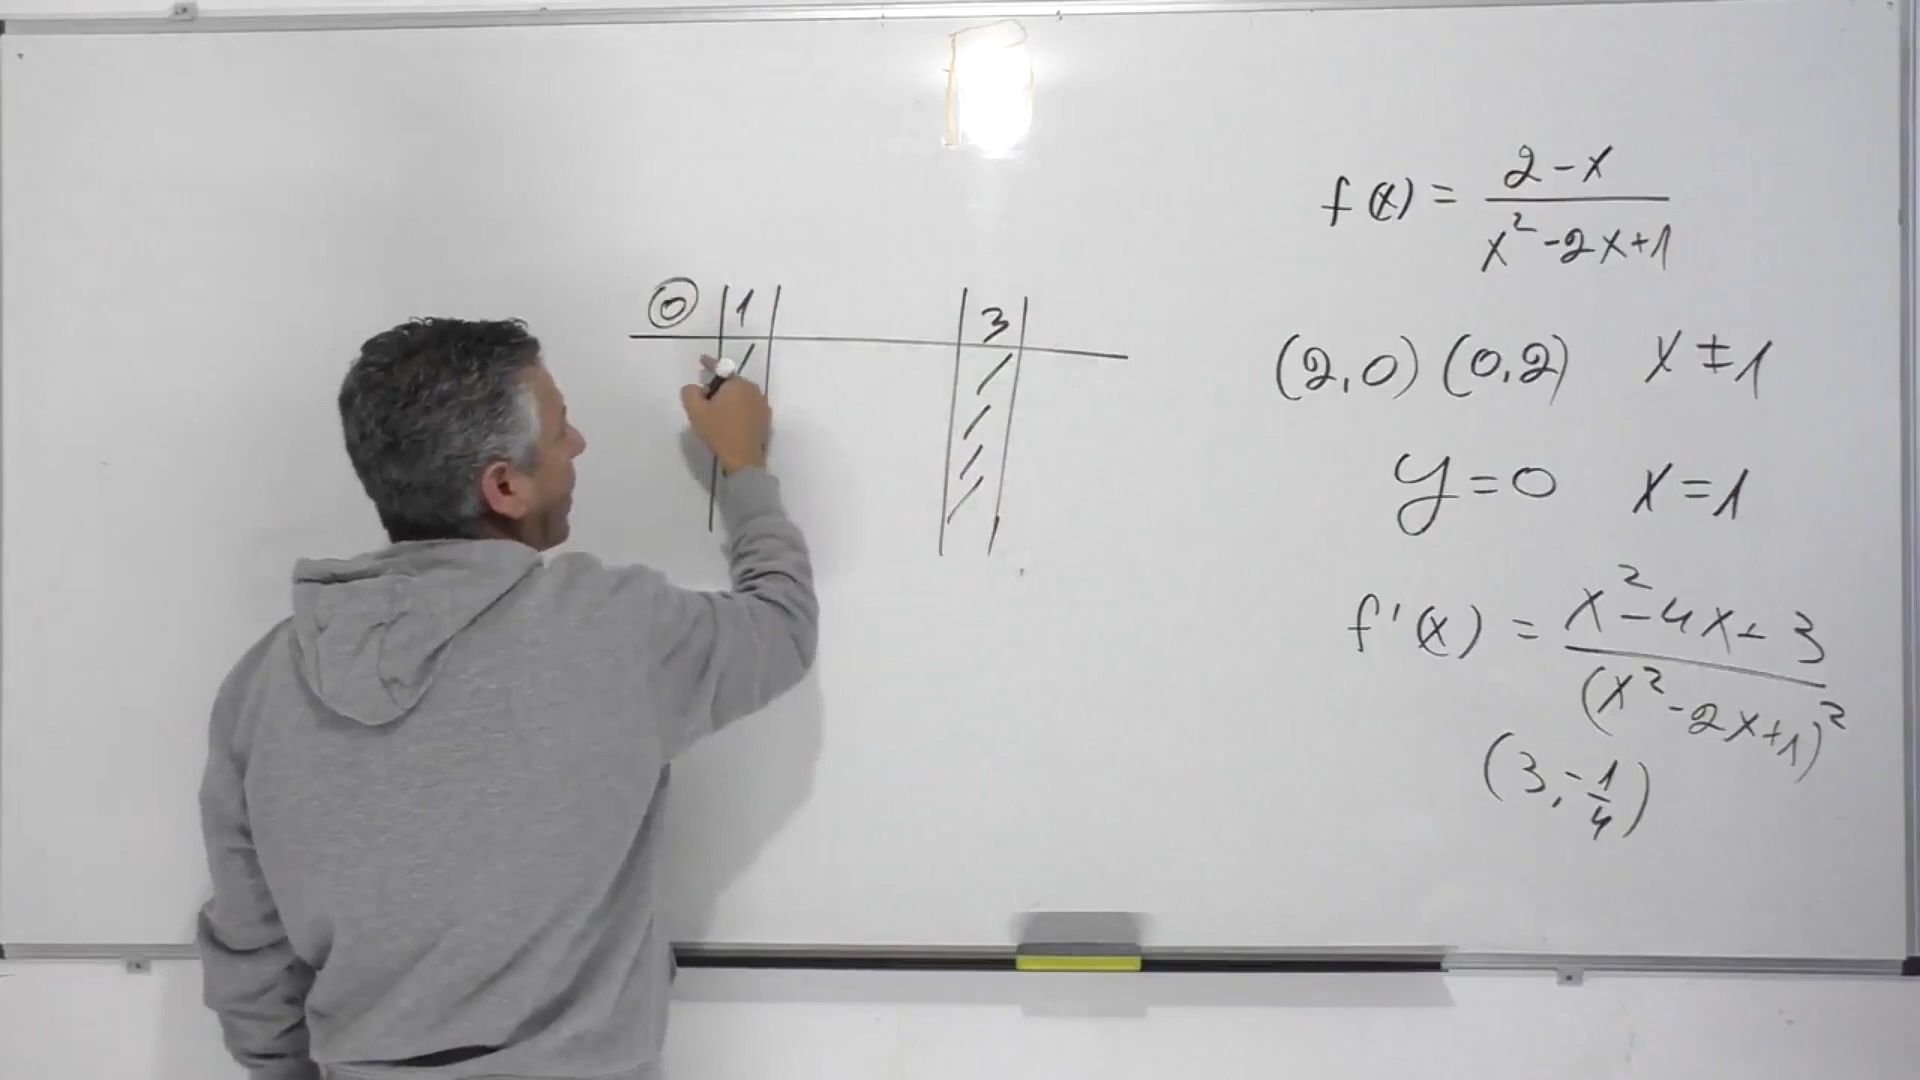 f(x) = (2-x)/(x²-2x+1)
(2,0) (0,2) x≠1
y=0 x=1
f'(x) = (x²-4x+3)/(x²-2x+1)²
(3,-1/4)
0 1 3